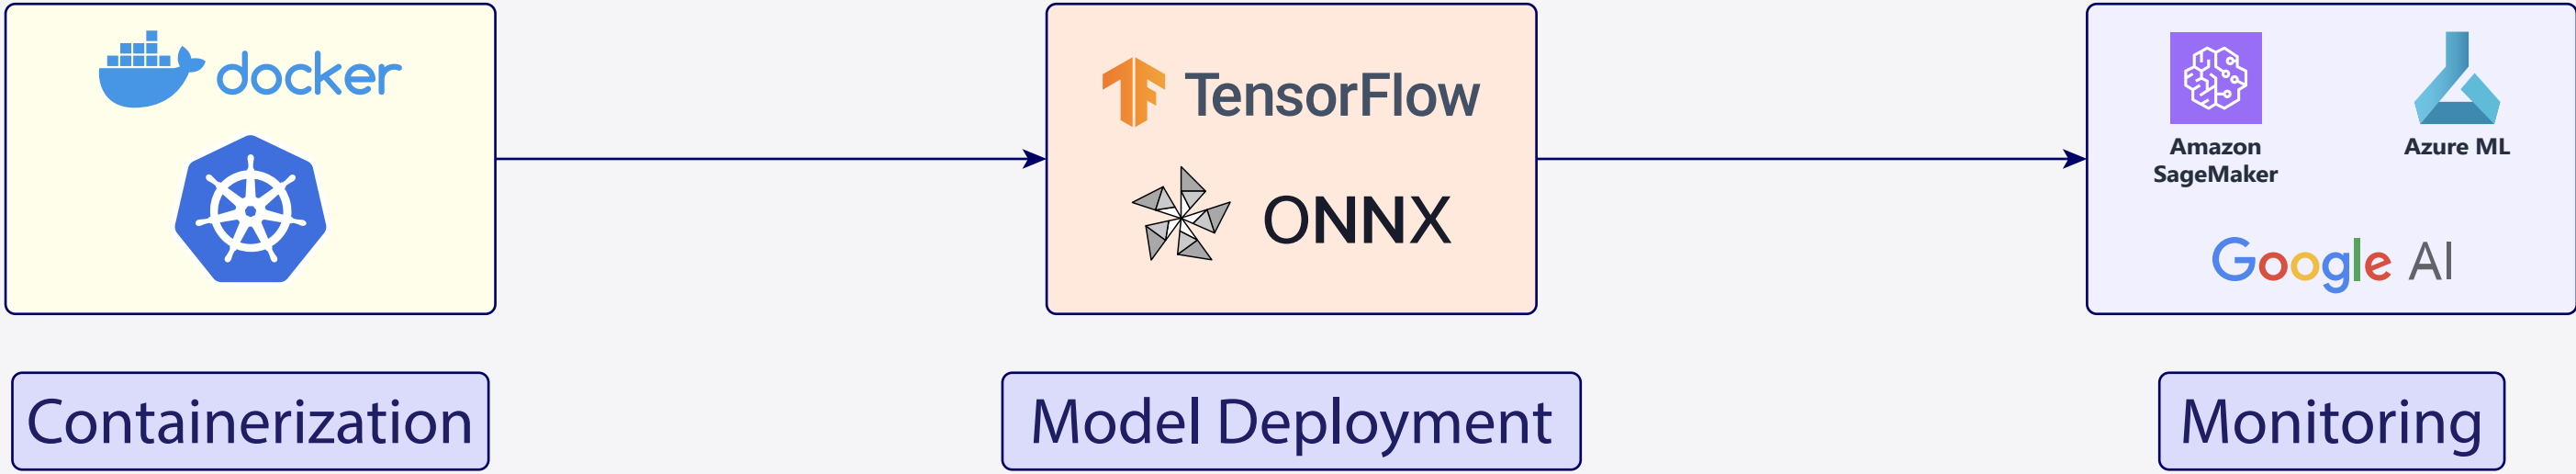 docker
TensorFlow
ONNX
Amazon
SageMaker
Azure ML
Google AI
Containerization
Model Deployment
Monitoring